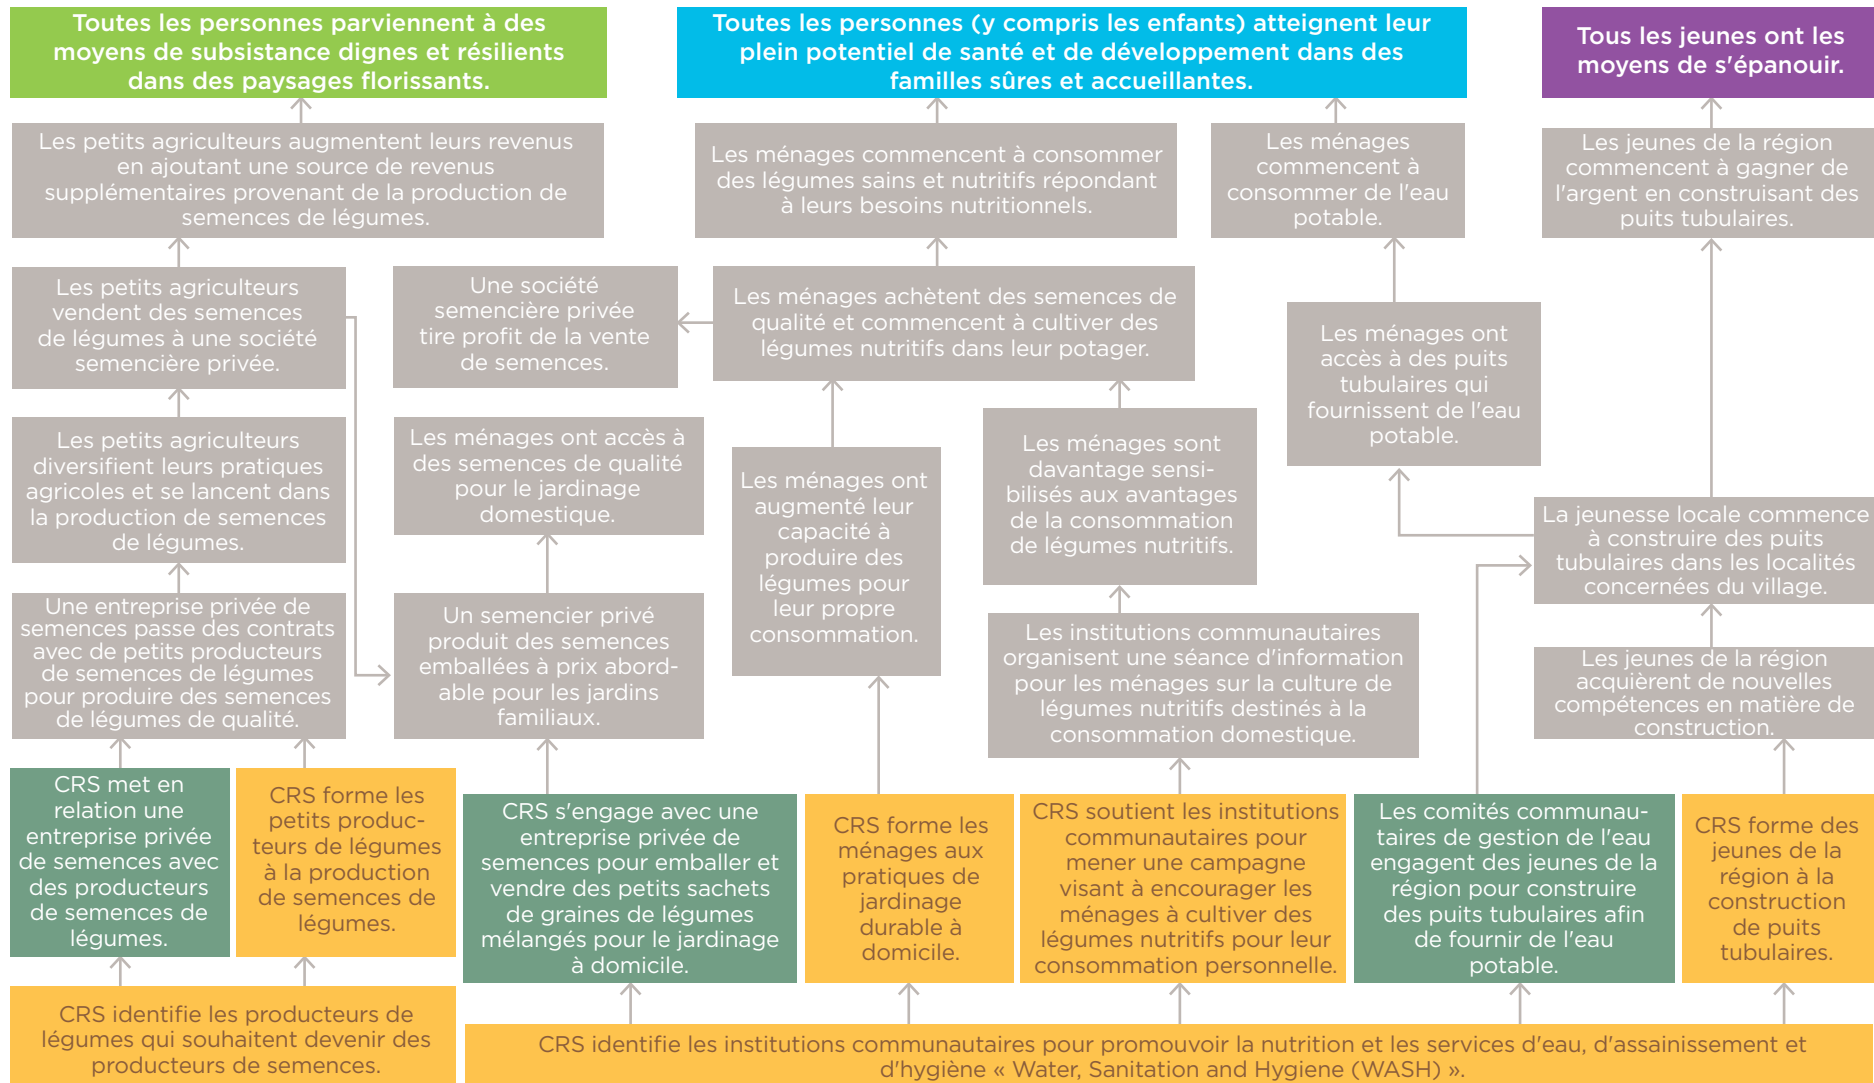 Toutes les personnes parviennent à des
moyens de subsistance dignes et résilients
dans des paysages florissants.
Toutes les personnes (y compris les enfants) atteignent leur
plein potentiel de santé et de développement dans des
familles sûres et accueillantes.
Tous les jeunes ont les
moyens de s'épanouir.
Les petits agriculteurs augmentent leurs revenus
en ajoutant une source de revenus
supplémentaires provenant de la production de
semences de légumes.
Les ménages commencent à consommer
des légumes sains et nutritifs répondant
à leurs besoins nutritionnels.
Les ménages
commencent à
consommer de l'eau
potable.
Les jeunes de la région
commencent à gagner de
l'argent en construisant des
puits tubulaires.
Les petits agriculteurs
vendent des semences
de légumes à une société
semencière privée.
Une société
semencière privée
tire profit de la vente
de semences.
Les ménages achètent des semences de
qualité et commencent à cultiver des
légumes nutritifs dans leur potager.
Les ménages ont
accès à des puits
tubulaires qui
fournissent de l'eau
potable.
Les petits agriculteurs
diversifient leurs pratiques
agricoles et se lancent dans
la production de semences
de légumes.
Les ménages ont accès à
des semences de qualité
pour le jardinage
domestique.
Les ménages ont
augmenté leur
capacité à
produire des
légumes pour
leur propre
consommation.
Les ménages sont
davantage sensi-
bilisés aux avantages
de la consommation
de légumes nutritifs.
La jeunesse locale commence
à construire des puits
tubulaires dans les localités
concernées du village.
Une entreprise privée de
semences passe des contrats
avec de petits producteurs
de semences de légumes
pour produire des semences
de légumes de qualité.
Un semencier privé
produit des semences
emballées à prix abord-
able pour les jardins
familiaux.
Les institutions communautaires
organisent une séance d'information
pour les ménages sur la culture de
légumes nutritifs destinés à la
consommation domestique.
Les jeunes de la région
acquièrent de nouvelles
compétences en matière de
construction.
CRS met en
relation une
entreprise privée
de semences avec
des producteurs
de semences de
légumes.
CRS forme les
petits produc-
teurs de légumes
à la production
de semences de
légumes.
CRS s'engage avec une
entreprise privée de
semences pour emballer et
vendre des petits sachets
de graines de légumes
mélangés pour le jardinage
à domicile.
CRS forme les
ménages aux
pratiques de
jardinage
durable à
domicile.
CRS soutient les institutions
communautaires pour
mener une campagne
visant à encourager les
ménages à cultiver des
légumes nutritifs pour leur
consommation personnelle.
Les comités communau-
taires de gestion de l'eau
engagent des jeunes de la
région pour construire
des puits tubulaires afin
de fournir de l'eau
potable.
CRS forme des
jeunes de la
région à la
construction
de puits
tubulaires.
CRS identifie les producteurs de
légumes qui souhaitent devenir des
producteurs de semences.
CRS identifie les institutions communautaires pour promouvoir la nutrition et les services d'eau, d'assainissement et
d'hygiène « Water, Sanitation and Hygiene (WASH) ».